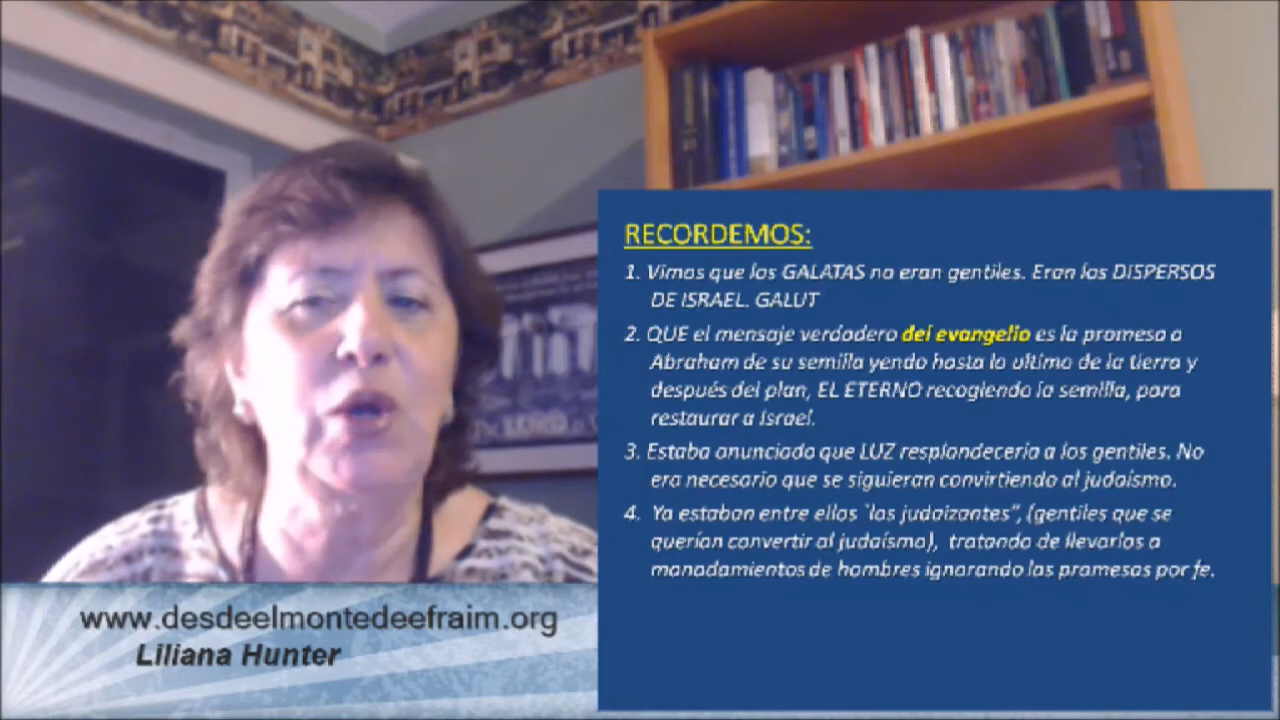 RECORDEMOS:
1. Vimos que los GALATAS no eran gentiles. Eran los DISPERSOS
DE ISRAEL. GALUT
2. QUE el mensaje verdadero del evangelio es la promesa a
Abraham de su semilla yendo hasta lo ultimo de la tierra y
después del plan, EL ETERNO recogiendo la semilla, para
restaurar a Israel.
3. Estaba anunciado que LUZ resplandecería a los gentiles. No
era necesario que se siguieran convirtiendo al judaísmo.
4. Ya estaban entre ellos `los judaizantes”, (gentiles que se
querían convertir al judaísmo), tratando de llevarlos a
manadamientos de hombres ignorando las promesas por fe.
www.desdeelmontedeefraim.org
Liliana Hunter